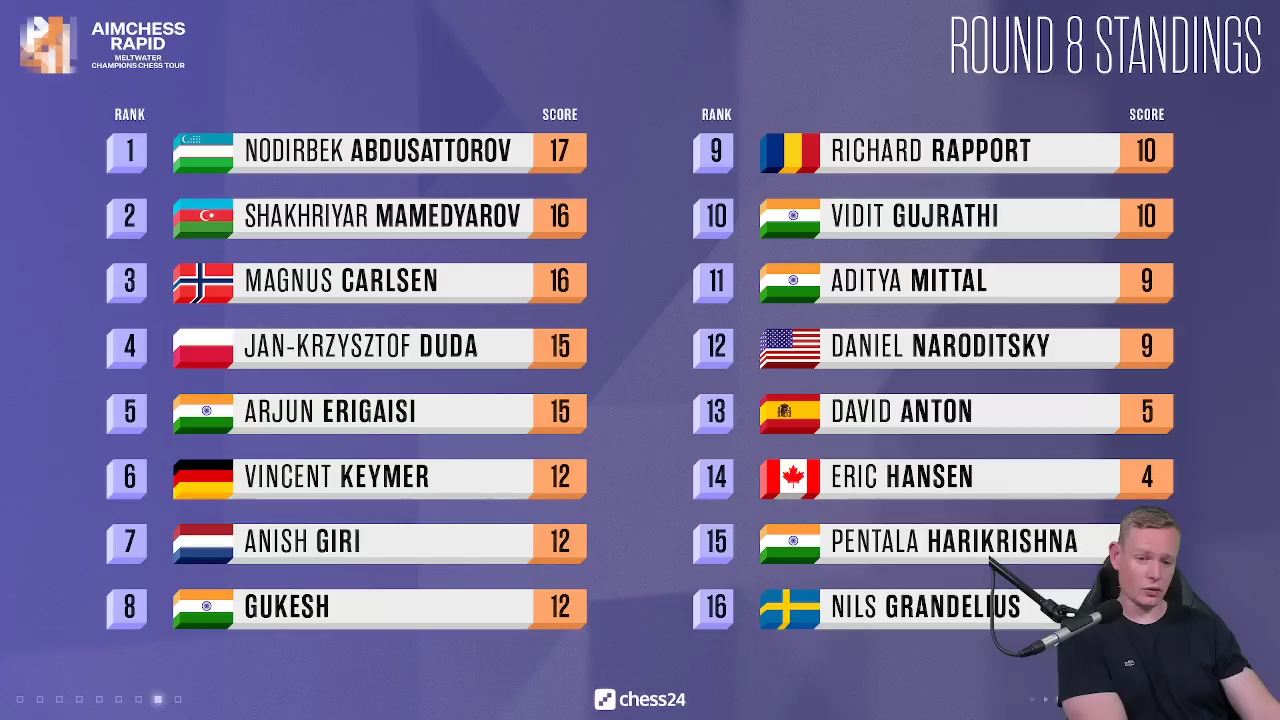 AIMCHESS
RAPID
MELTWATER
CHAMPIONS CHESS TOUR
ROUND 8 STANDINGS
RANK SCORE
1 NODIRBEK ABDUSATTOROV 17
2 SHAKHRIYAR MAMEDYAROV 16
3 MAGNUS CARLSEN 16
4 JAN-KRZYSZTOF DUDA 15
5 ARJUN ERIGAISI 15
6 VINCENT KEYMER 12
7 ANISH GIRI 12
8 GUKESH 12
RANK SCORE
9 RICHARD RAPPORT 10
10 VIDIT GUJRATHI 10
11 ADITYA MITTAL 9
12 DANIEL NARODITSKY 9
13 DAVID ANTON 5
14 ERIC HANSEN 4
15 PENTALA HARIKRISHNA
16 NILS GRANDELIUS
chess24